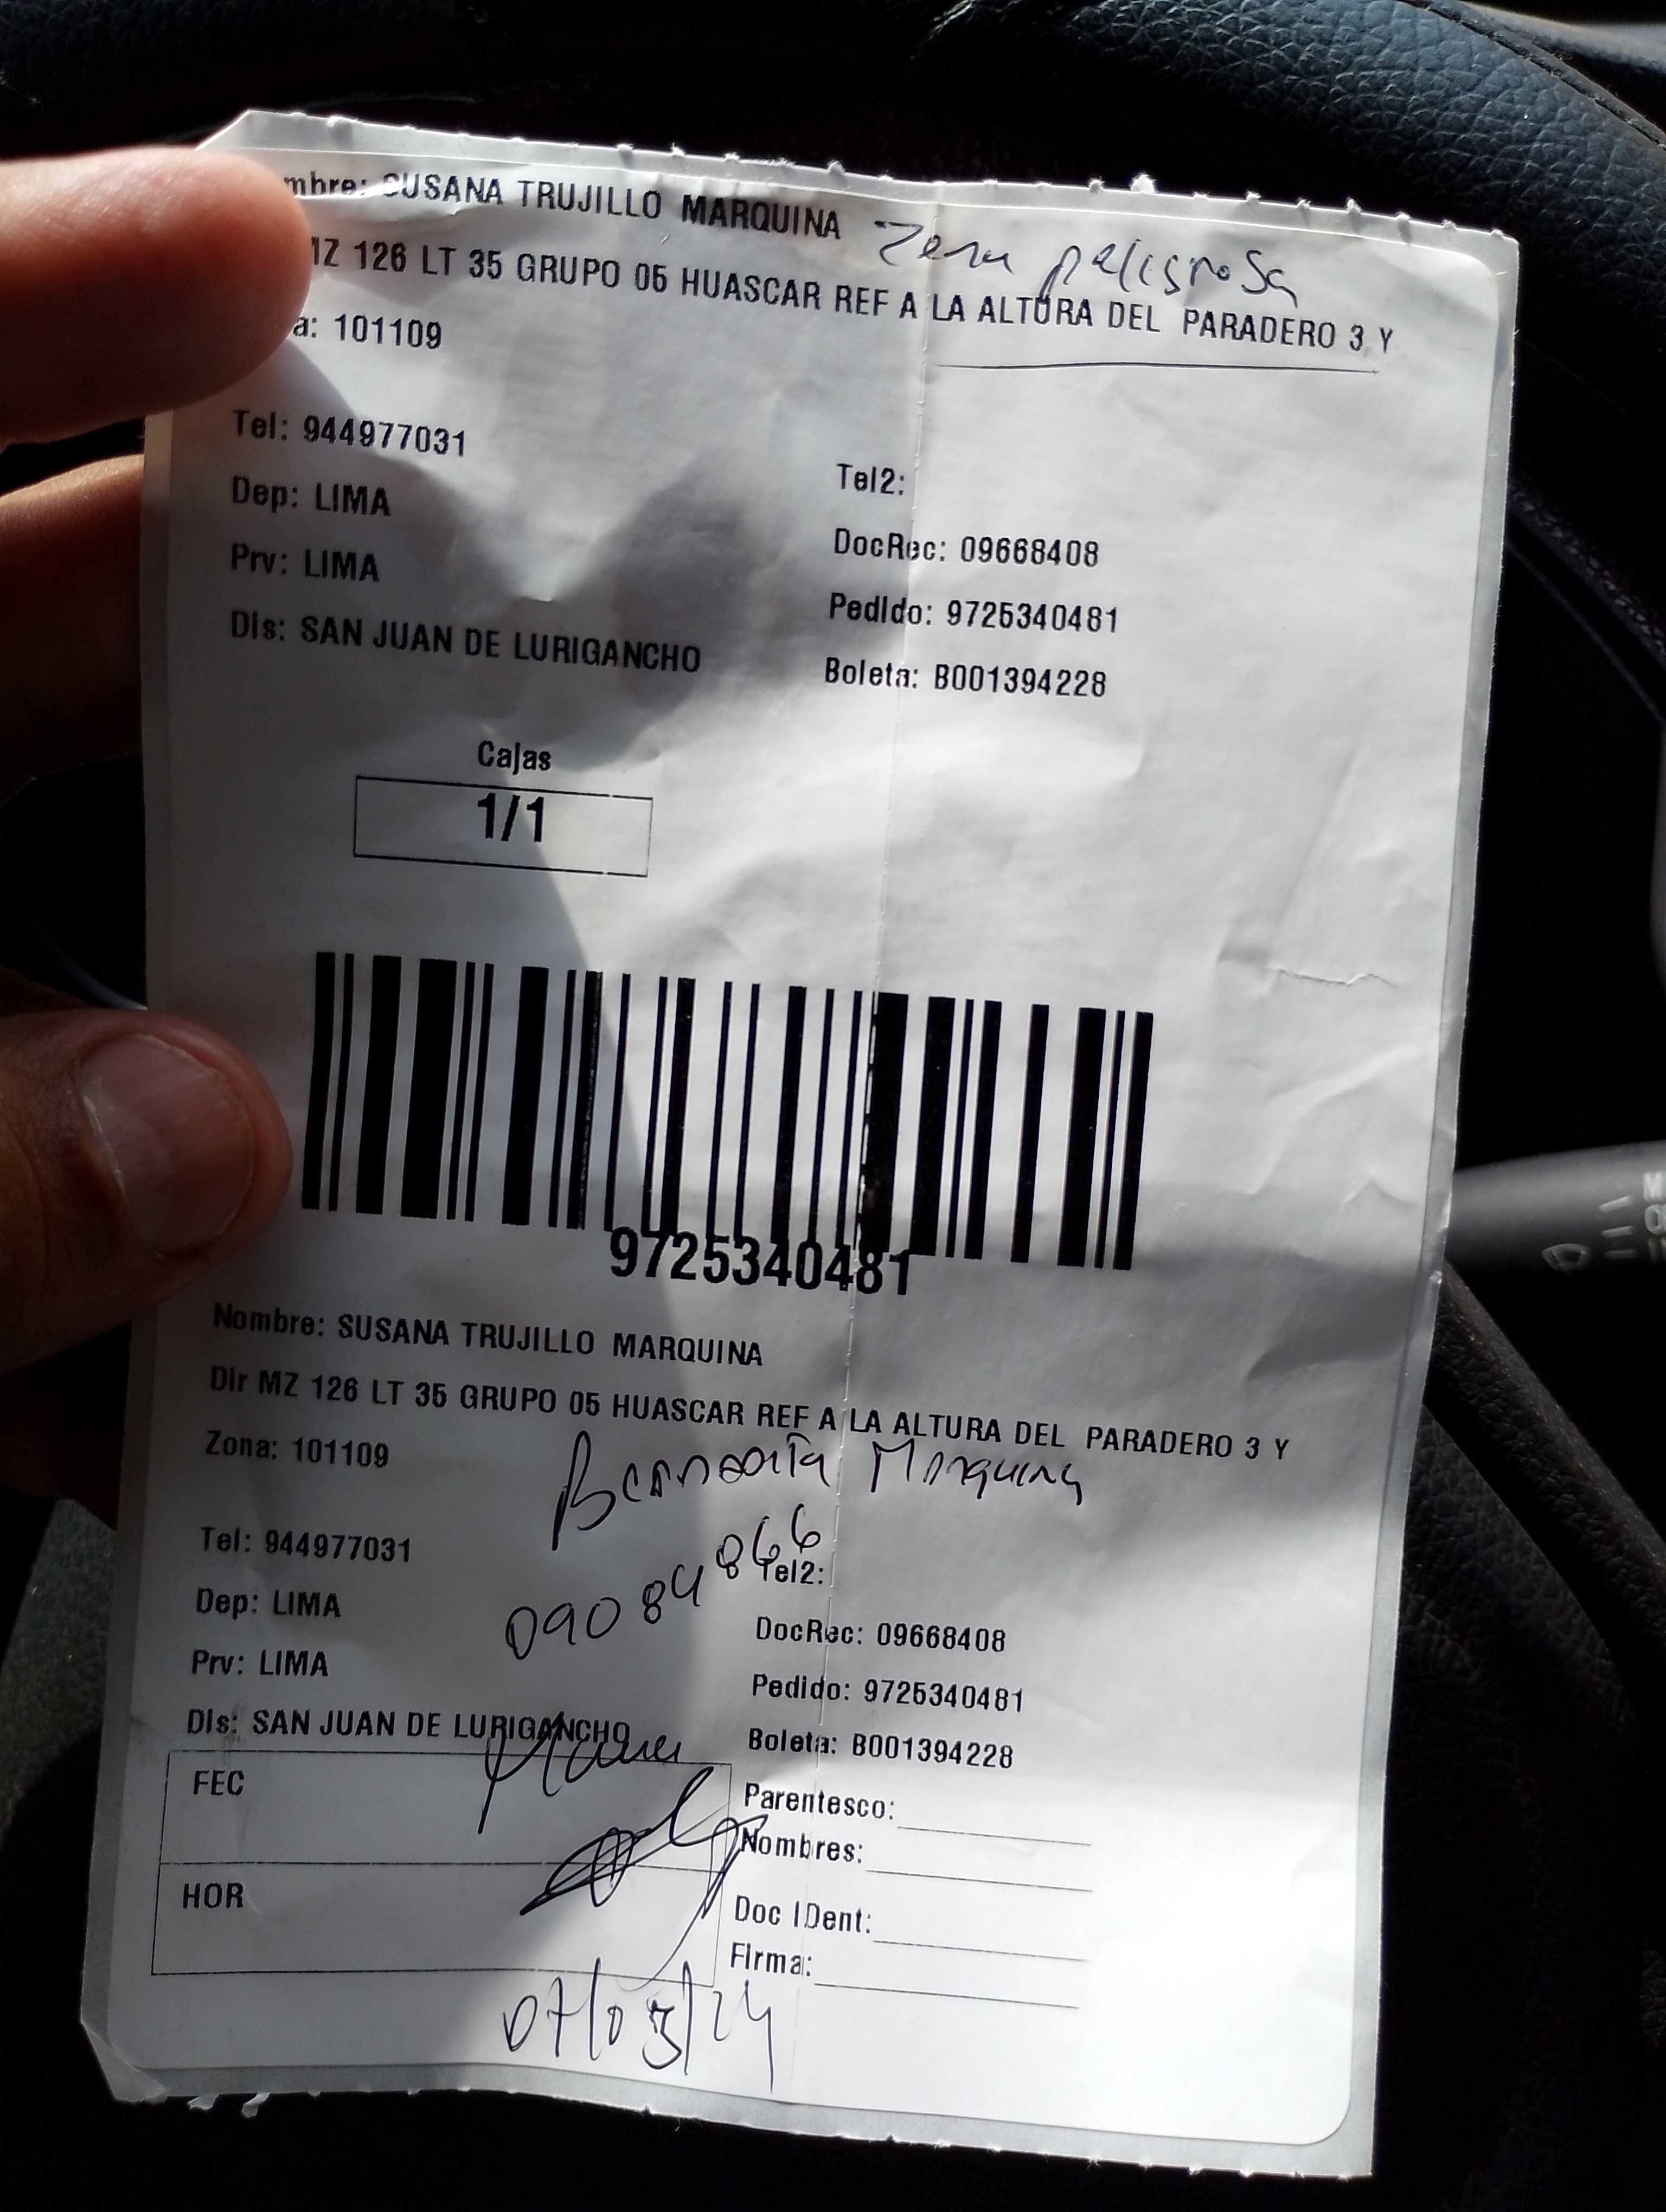 mbre: SUSANA TRUJILLO MARQUINA Zona peligrosa
MZ 126 LT 35 GRUPO 05 HUASCAR REF A LA ALTURA DEL PARADERO 3 Y
a: 101109
Tel: 944977031
Tel2:
Dep: LIMA
DocRec: 09668408
Prv: LIMA
Pedido: 9725340481
Dis: SAN JUAN DE LURIGANCHO
Boleta: B001394228
Cajas
1/1
9725340481
Nombre: SUSANA TRUJILLO MARQUINA
Dir MZ 126 LT 35 GRUPO 05 HUASCAR REF A LA ALTURA DEL PARADERO 3 Y
Zona: 101109
Marquina
Tel: 944977031
09084866
Tel2:
Dep: LIMA
DocRec: 09668408
Prv: LIMA
Pedido: 9725340481
Dis: SAN JUAN DE LURIGANCHO
Boleta: B001394228
FEC
Parentesco:
Nombres:
HOR
Doc IDent:
Firma:
07/03/24